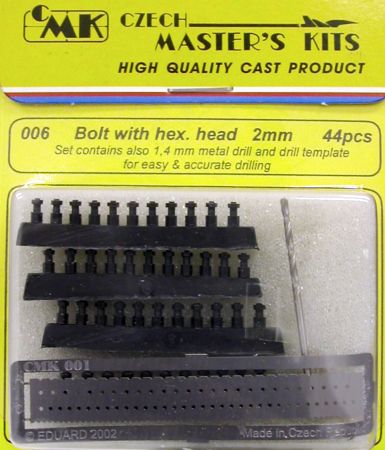 CMK
CZECH
MASTER'S KITS
HIGH QUALITY CAST PRODUCT
006 Bolt with hex. head 2mm 44pcs
Set contains also 1,4 mm metal drill and drill template
for easy & accurate drilling
CMK 001
© EDUARD 2002 Made in Czech